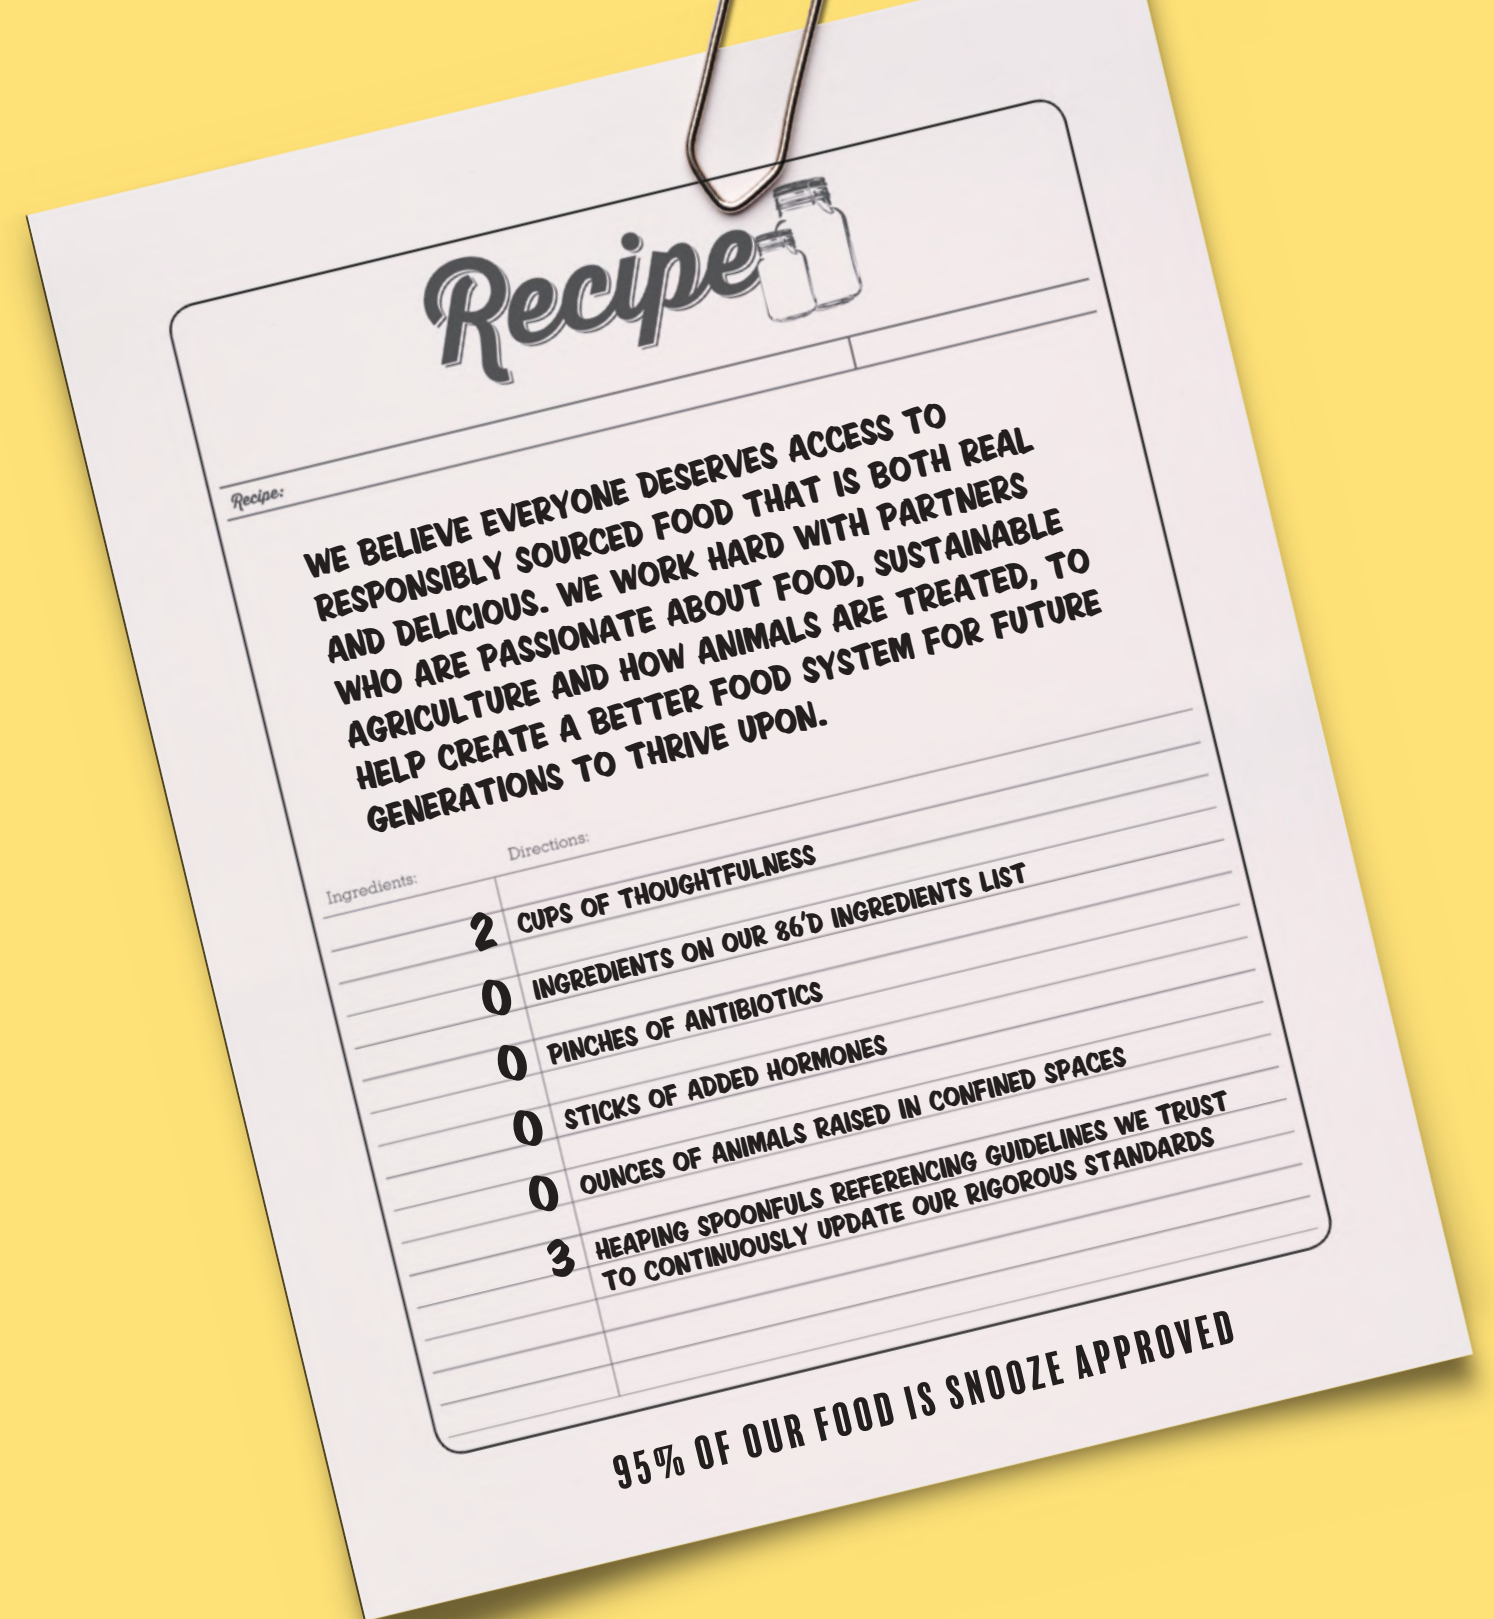 Recipe
Recipe:
WE BELIEVE EVERYONE DESERVES ACCESS TO
RESPONSIBLY SOURCED FOOD THAT IS BOTH REAL
AND DELICIOUS. WE WORK HARD WITH PARTNERS
WHO ARE PASSIONATE ABOUT FOOD, SUSTAINABLE
AGRICULTURE AND HOW ANIMALS ARE TREATED, TO
HELP CREATE A BETTER FOOD SYSTEM FOR FUTURE
GENERATIONS TO THRIVE UPON.
Ingredients: Directions:
2 CUPS OF THOUGHTFULNESS
0 INGREDIENTS ON OUR 86'D INGREDIENTS LIST
0 PINCHES OF ANTIBIOTICS
0 STICKS OF ADDED HORMONES
0 OUNCES OF ANIMALS RAISED IN CONFINED SPACES
3 HEAPING SPOONFULS REFERENCING GUIDELINES WE TRUST
TO CONTINUOUSLY UPDATE OUR RIGOROUS STANDARDS
95% OF OUR FOOD IS SNOOZE APPROVED